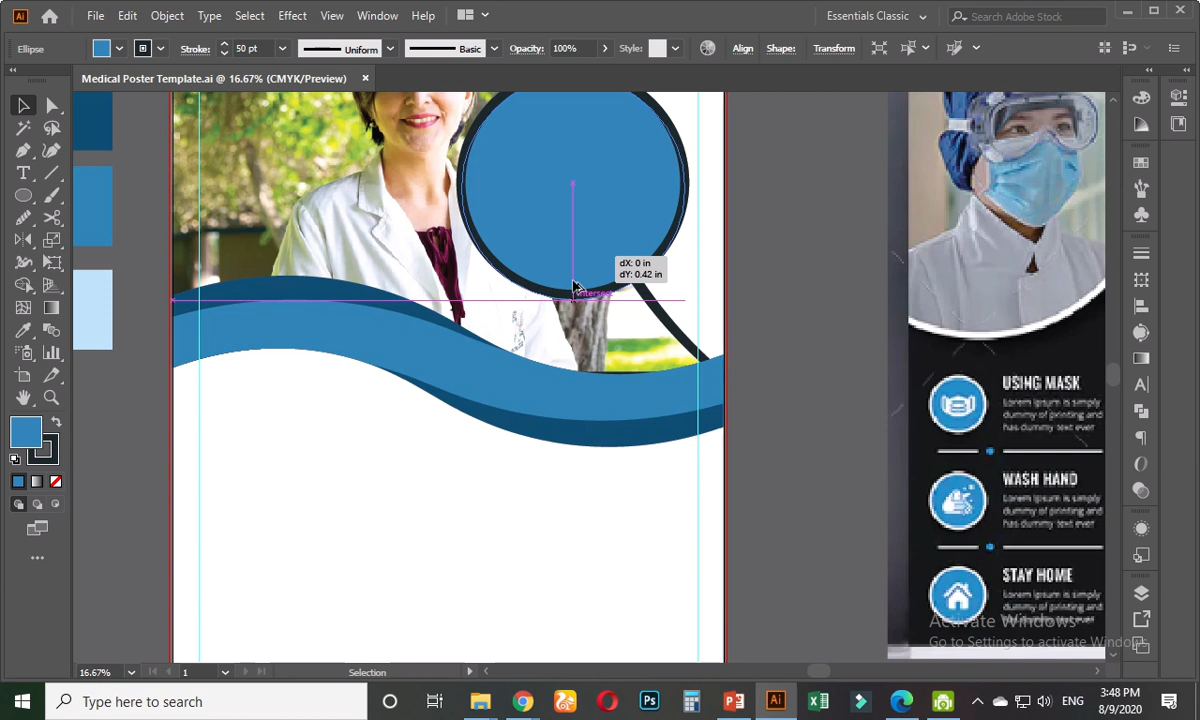 Ai
File Edit Object Type Select Effect View Window Help
Essentials Classic
Search Adobe Stock
Ellipse
Stroke:
50 pt
Uniform
Basic
Opacity:
100%
Style:
Align
Shape:
Transform
Medical Poster Template.ai @ 16.67% (CMYK/Preview)
dX: 0 in
dY: 0.42 in
intersect
USING MASK
Lorem Ipsum is simply
dummy of printing and
has dummy text ever
WASH HAND
Lorem Ipsum is simply
dummy of printing and
has dummy text ever
STAY HOME
Lorem Ipsum is simply
dummy of printing and
has dummy text ever
Activate Windows
Go to Settings to activate Windows.
16.67%
1
Selection
Type here to search
Ps
Ai
ENG
3:48 PM
8/9/2020